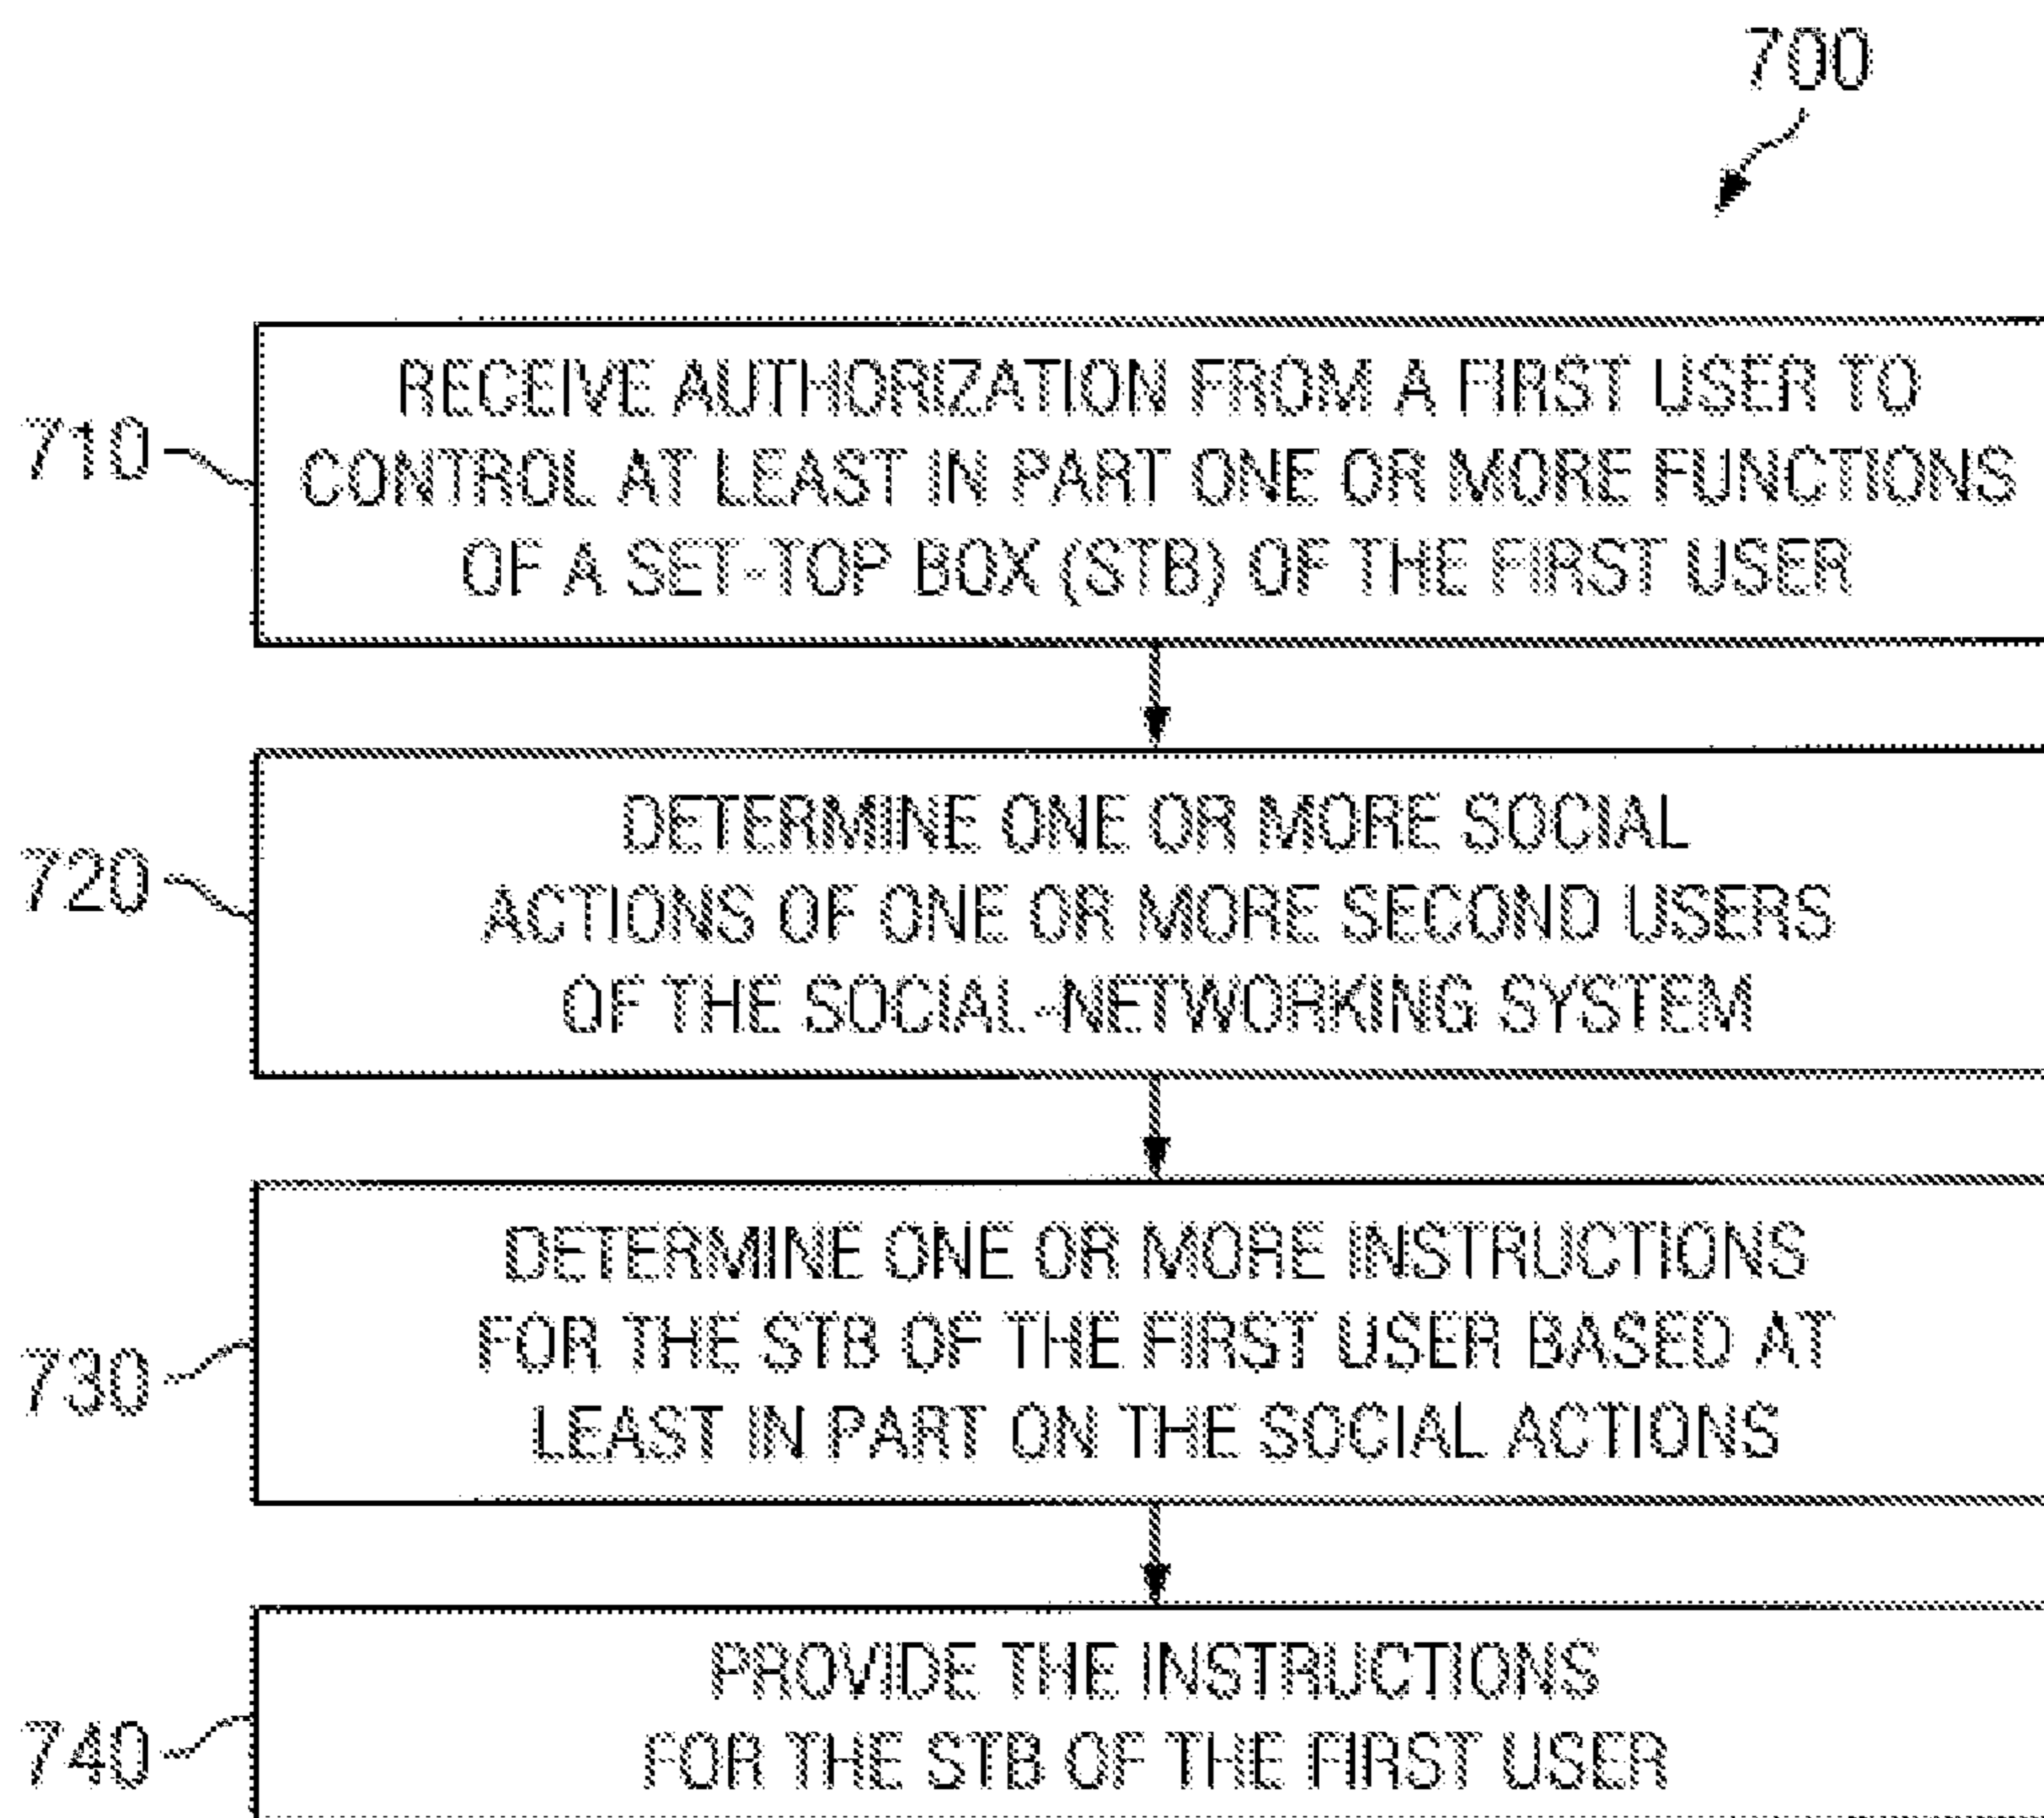 700
710
RECEIVE AUTHORIZATION FROM A FIRST USER TO
CONTROL AT LEAST IN PART ONE OR MORE FUNCTIONS
OF A SET-TOP BOX (STB) OF THE FIRST USER
720
DETERMINE ONE OR MORE SOCIAL
ACTIONS OF ONE OR MORE SECOND USERS
OF THE SOCIAL-NETWORKING SYSTEM
730
DETERMINE ONE OR MORE INSTRUCTIONS
FOR THE STB OF THE FIRST USER BASED AT
LEAST IN PART ON THE SOCIAL ACTIONS
740
PROVIDE THE INSTRUCTIONS
FOR THE STB OF THE FIRST USER